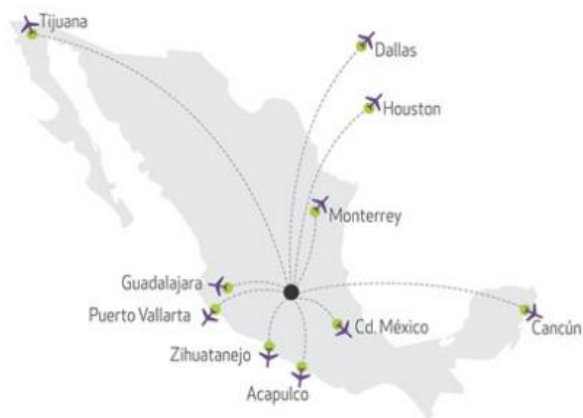 Tijuana
Dallas
Houston
Monterrey
Guadalajara
Puerto Vallarta
Cd. México
Cancún
Zihuatanejo
Acapulco